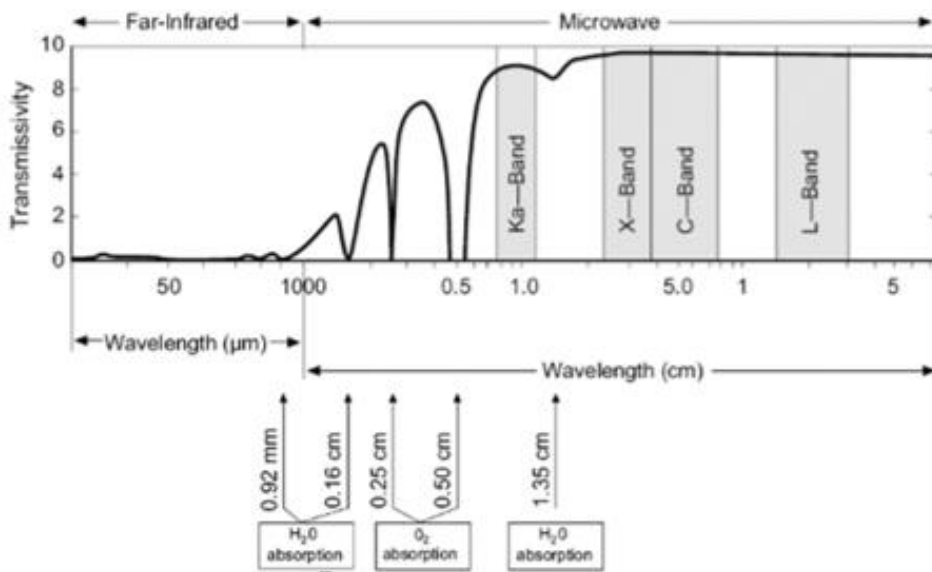 Far-Infrared Microwave
10
8
6
4
2
0
Transmissivity
Ka—Band
X—Band
C—Band
L—Band
50 1000 0.5 1.0 5.0 1 5
Wavelength (μm)
Wavelength (cm)
0.92 mm
0.16 cm
0.25 cm
0.50 cm
1.35 cm
H₂0
absorption
0₂
absorption
H₂0
absorption